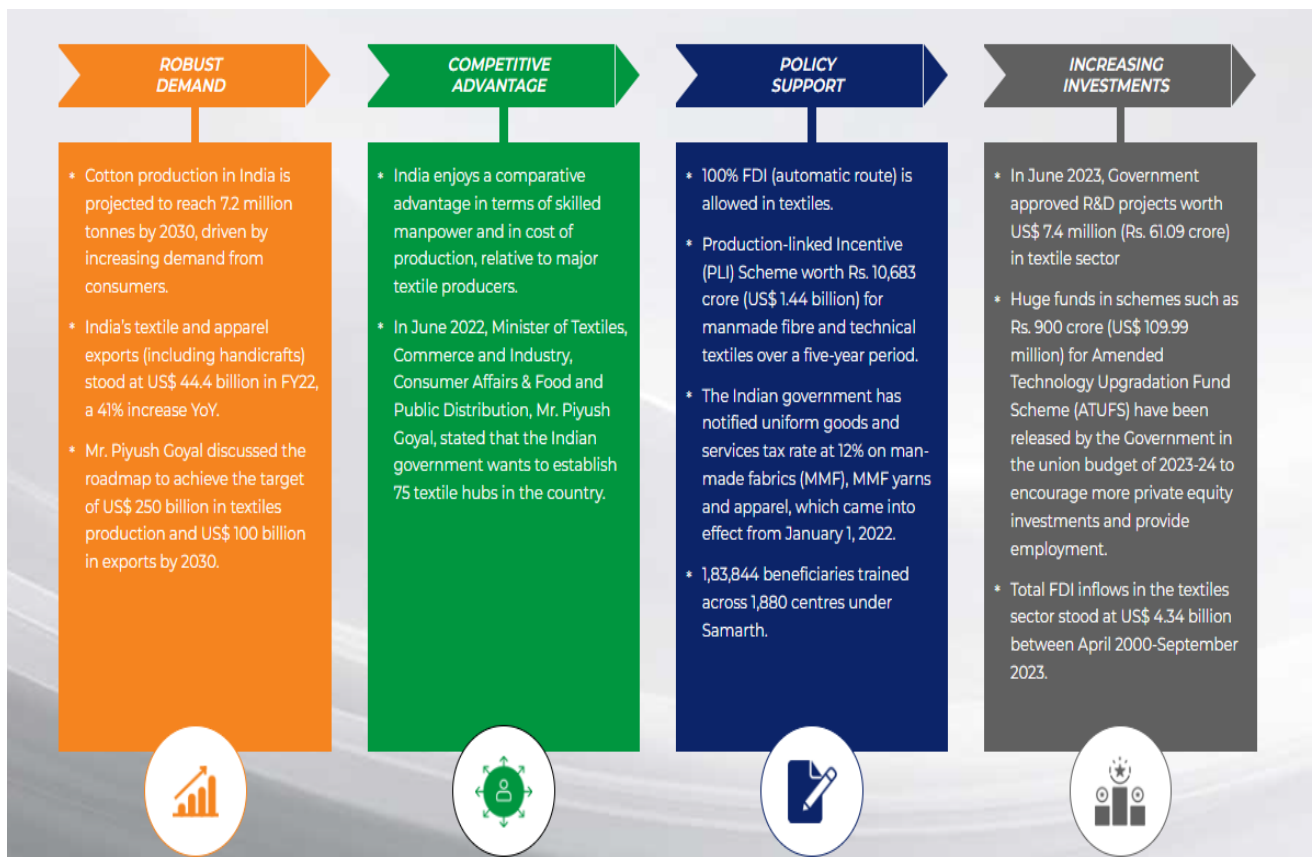 ROBUST
DEMAND
* Cotton production in India is
projected to reach 7.2 million
tonnes by 2030, driven by
increasing demand from
consumers.
* India's textile and apparel
exports (including handicrafts)
stood at US$ 44.4 billion in FY22,
a 41% increase YoY.
* Mr. Piyush Goyal discussed the
roadmap to achieve the target
of US$ 250 billion in textiles
production and US$ 100 billion
in exports by 2030.
COMPETITIVE
ADVANTAGE
* India enjoys a comparative
advantage in terms of skilled
manpower and in cost of
production, relative to major
textile producers.
* In June 2022, Minister of Textiles,
Commerce and Industry,
Consumer Affairs & Food and
Public Distribution, Mr. Piyush
Goyal, stated that the Indian
government wants to establish
75 textile hubs in the country.
POLICY
SUPPORT
* 100% FDI (automatic route) is
allowed in textiles.
* Production-linked Incentive
(PLI) Scheme worth Rs. 10,683
crore (US$ 1.44 billion) for
manmade fibre and technical
textiles over a five-year period.
* The Indian government has
notified uniform goods and
services tax rate at 12% on man-
made fabrics (MMF), MMF yarns
and apparel, which came into
effect from January 1, 2022.
* 1,83,844 beneficiaries trained
across 1,880 centres under
Samarth.
INCREASING
INVESTMENTS
* In June 2023, Government
approved R&D projects worth
US$ 7.4 million (Rs. 61.09 crore)
in textile sector
* Huge funds in schemes such as
Rs. 900 crore (US$ 109.99
million) for Amended
Technology Upgradation Fund
Scheme (ATUFS) have been
released by the Government in
the union budget of 2023-24 to
encourage more private equity
investments and provide
employment.
* Total FDI inflows in the textiles
sector stood at US$ 4.34 billion
between April 2000-September
2023.